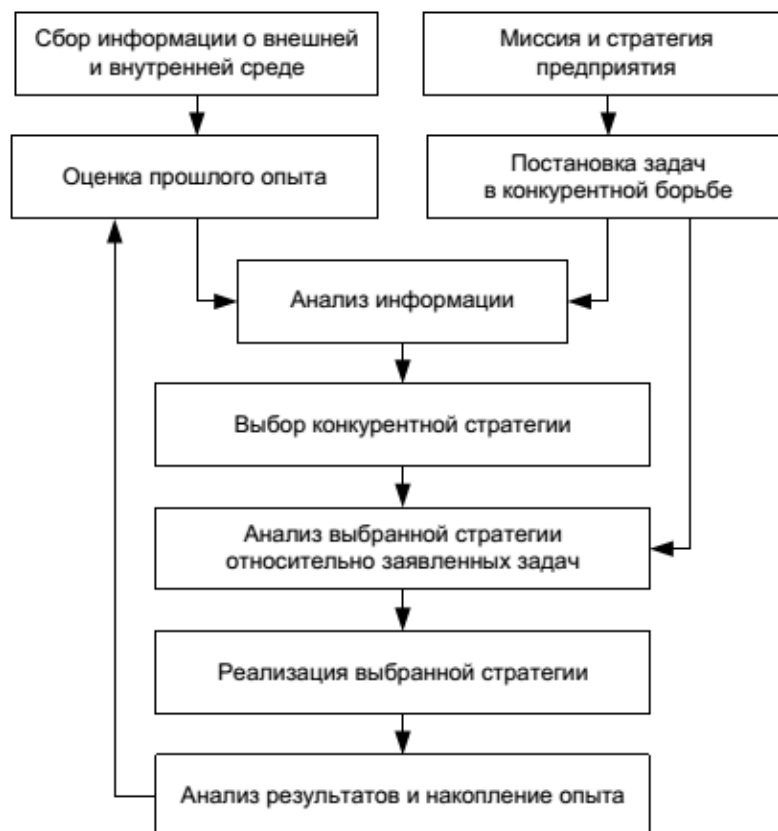 Сбор информации о внешней
и внутренней среде
Миссия и стратегия
предприятия
Оценка прошлого опыта
Постановка задач
в конкурентной борьбе
Анализ информации
Выбор конкурентной стратегии
Анализ выбранной стратегии
относительно заявленных задач
Реализация выбранной стратегии
Анализ результатов и накопление опыта